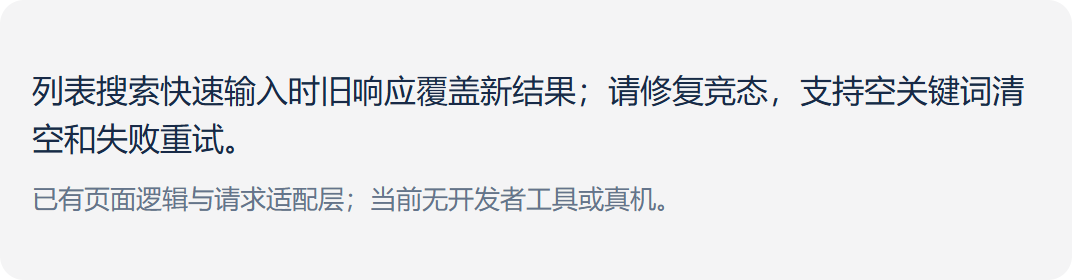 列表搜索快速输入时旧响应覆盖新结果；请修复竞态，支持空关键词清
空和失败重试。
已有页面逻辑与请求适配层；当前无开发者工具或真机。